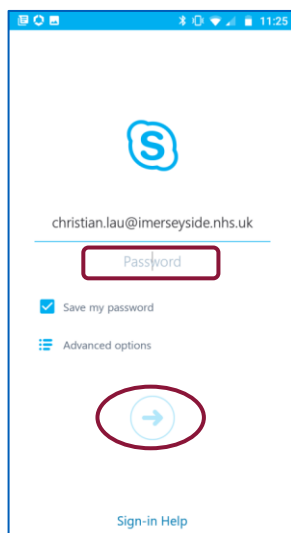 11:25
S
christian.lau@imerseyside.nhs.uk
Password
Save my password
Advanced options
Sign-in Help